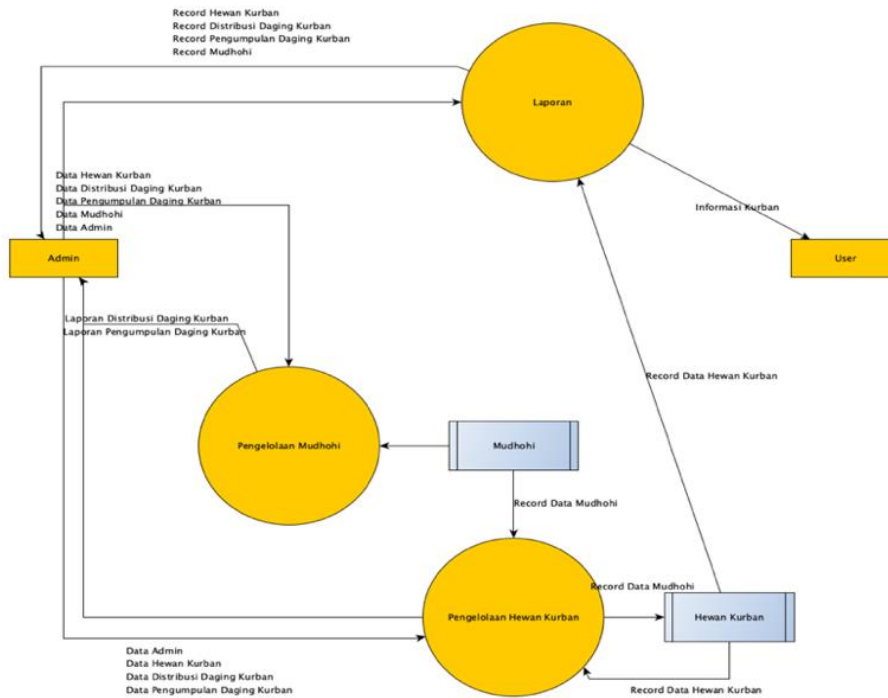 Record Hewan Kurban
Record Distribusi Daging Kurban
Record Pengumpulan Daging Kurban
Record Mudhohi
Laporan
Data Hewan Kurban
Data Distribusi Daging Kurban
Data Pengumpulan Daging Kurban
Data Mudhohi
Data Admin
Informasi Kurban
Admin
User
Laporan Distribusi Daging Kurban
Laporan Pengumpulan Daging Kurban
Record Data Hewan Kurban
Pengelolaan Mudhohi
Mudhohi
Record Data Mudhohi
Record Data Mudhohi
Pengelolaan Hewan Kurban
Hewan Kurban
Data Admin
Data Hewan Kurban
Data Distribusi Daging Kurban
Data Pengumpulan Daging Kurban
Record Data Hewan Kurban